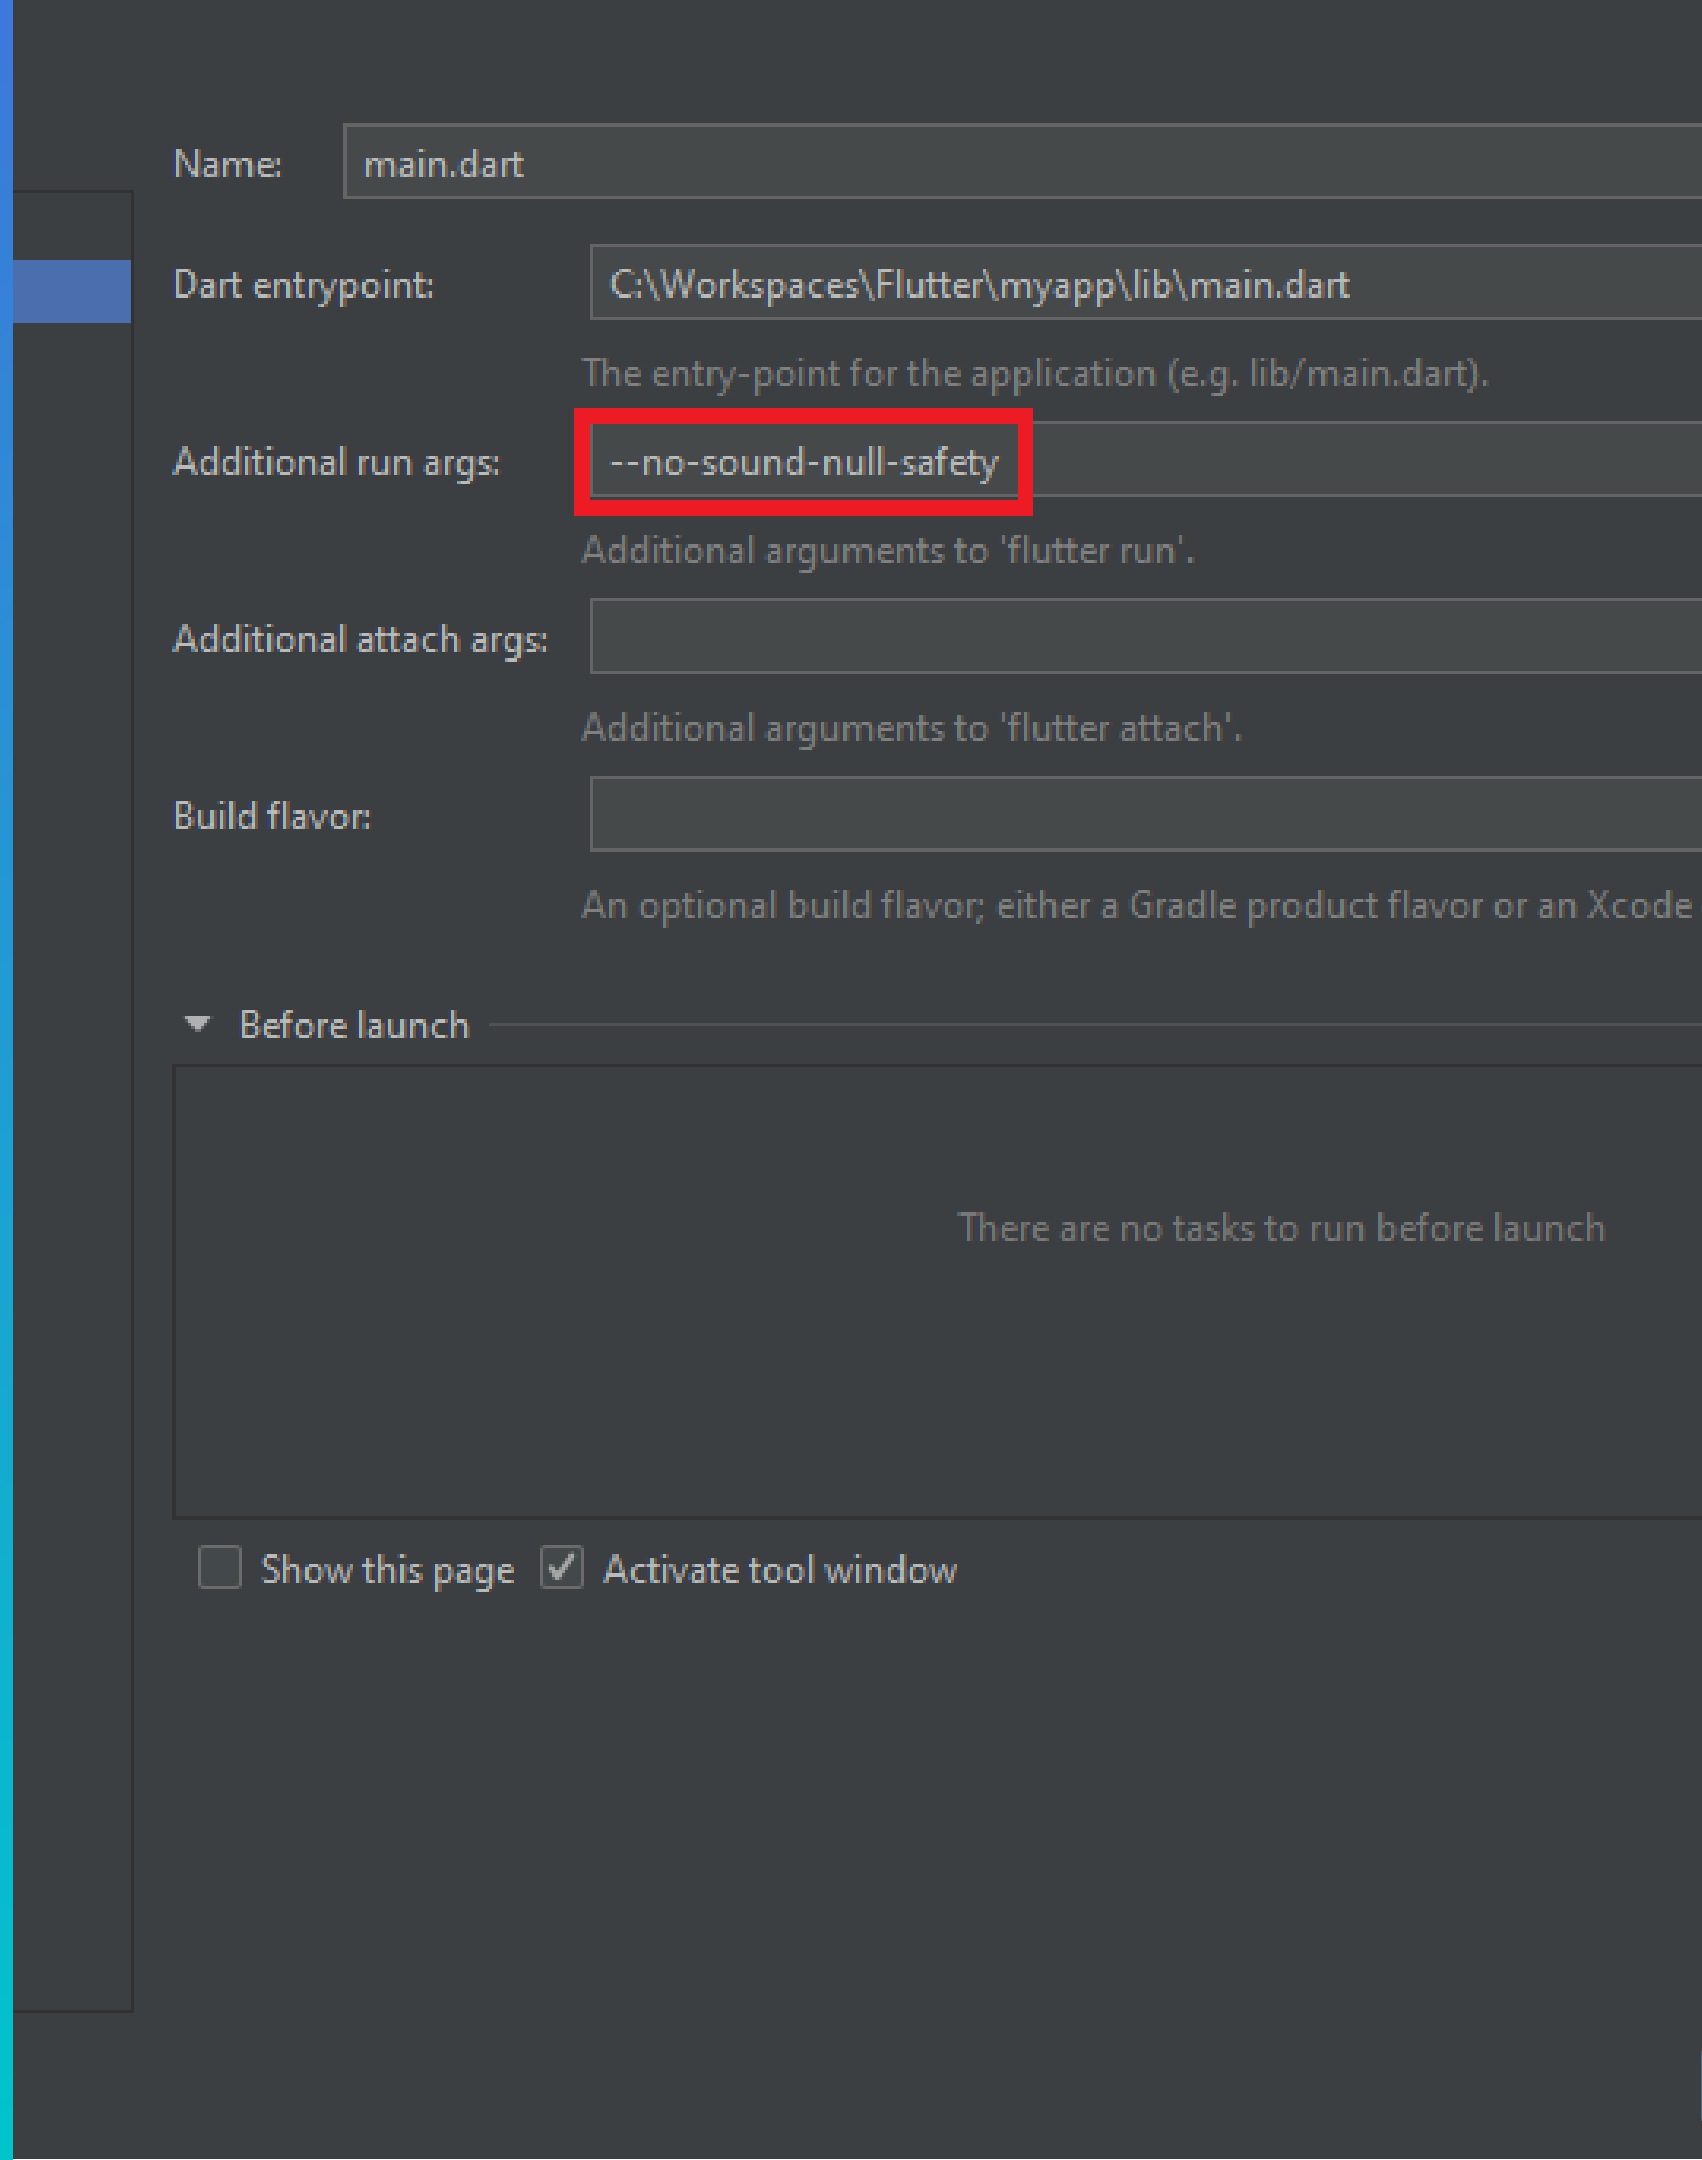 Name: main.dart
Dart entrypoint: C:\Workspaces\Flutter\myapp\lib\main.dart
The entry-point for the application (e.g. lib/main.dart).
Additional run args: --no-sound-null-safety
Additional arguments to 'flutter run'.
Additional attach args:
Additional arguments to 'flutter attach'.
Build flavor:
An optional build flavor; either a Gradle product flavor or an Xcode
Before launch
There are no tasks to run before launch
Show this page Activate tool window